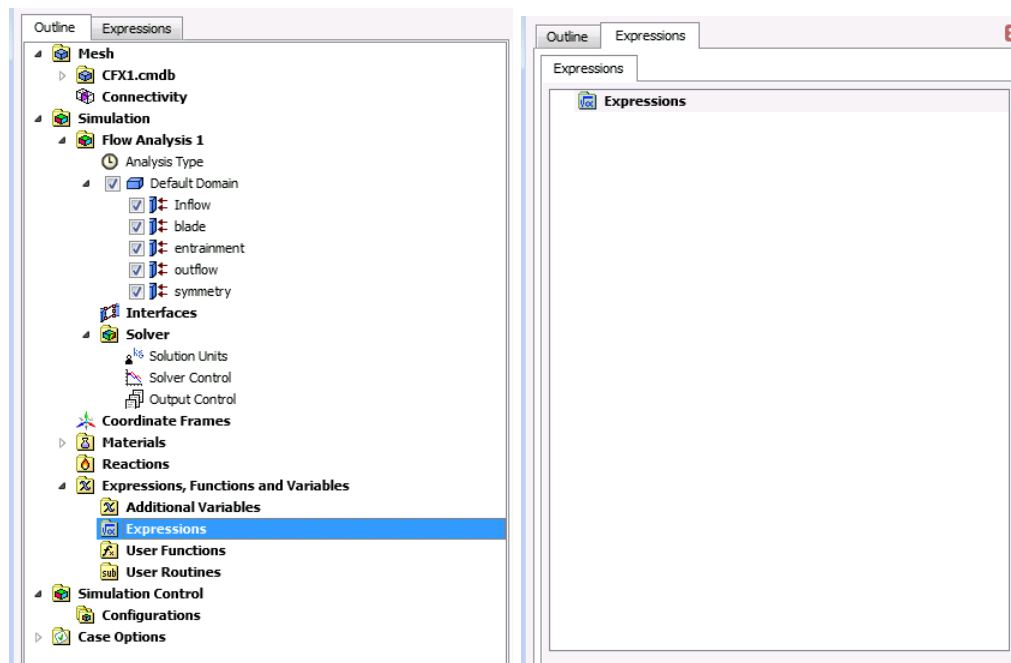 Outline Expressions
Mesh
CFX1.cmdb
Connectivity
Simulation
Flow Analysis 1
Analysis Type
Default Domain
Inflow
blade
entrainment
outflow
symmetry
Interfaces
Solver
Solution Units
Solver Control
Output Control
Coordinate Frames
Materials
Reactions
Expressions, Functions and Variables
Additional Variables
Expressions
User Functions
User Routines
Simulation Control
Configurations
Case Options
Outline Expressions
Expressions
Expressions